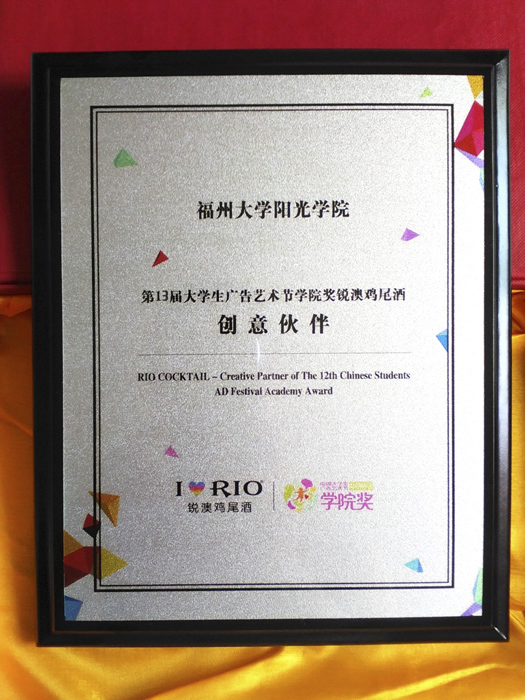 福州大学阳光学院
第13届大学生广告艺术节学院奖锐澳鸡尾酒
创意伙伴
RIO COCKTAIL – Creative Partner of The 12th Chinese Students
AD Festival Academy Award
I RIO
锐澳鸡尾酒
学院奖